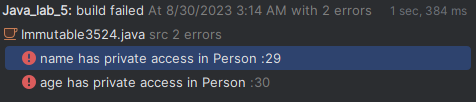 Java_lab_5: build failed At 8/30/2023 3:14 AM with 2 errors 1 sec, 384 ms
Immutable3524.java src 2 errors
name has private access in Person :29
age has private access in Person :30